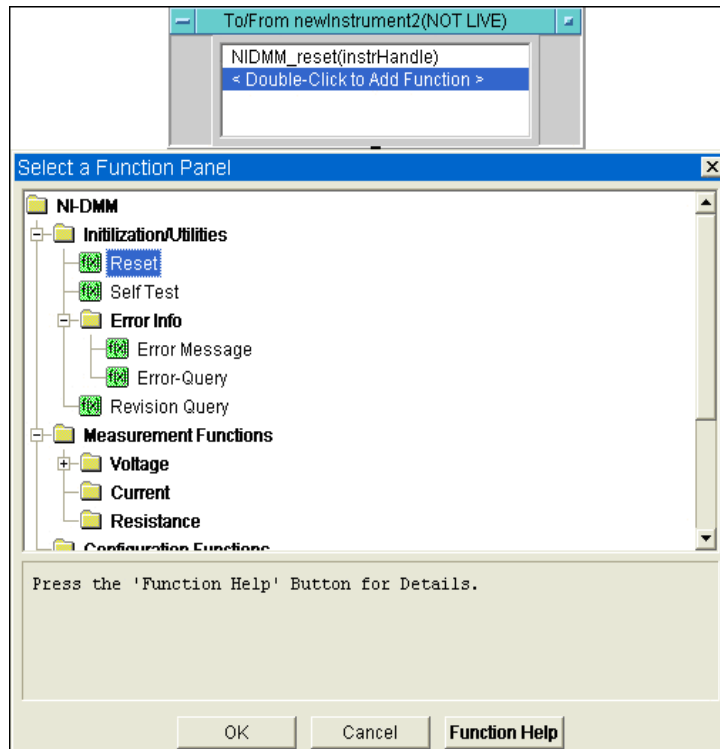 To/From newInstrument2(NOT LIVE)
NIDMM_reset(instrHandle)
< Double-Click to Add Function >
Select a Function Panel
NI-DMM
Initilization/Utilities
f(x) Reset
f(x) Self Test
Error Info
f(x) Error Message
f(x) Error-Query
f(x) Revision Query
Measurement Functions
Voltage
Current
Resistance
Configuration Functions
Press the 'Function Help' Button for Details.
OK Cancel Function Help